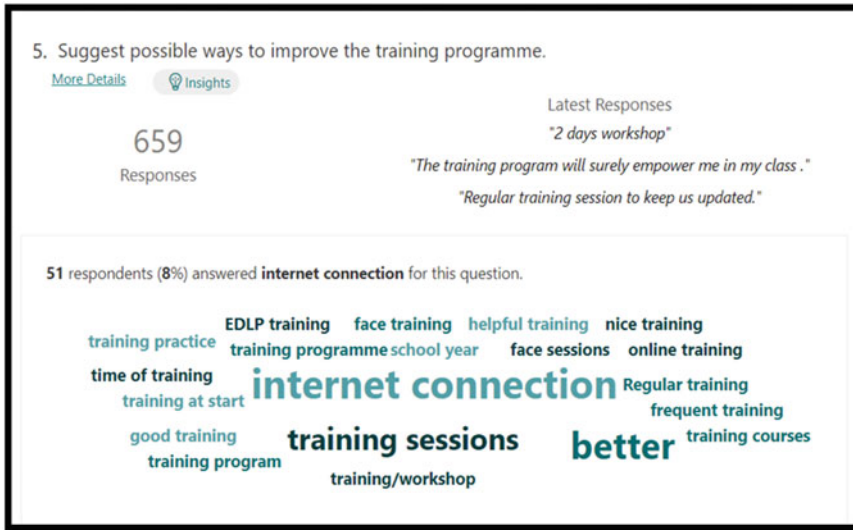 5. Suggest possible ways to improve the training programme.
More Details
Insights
659
Responses
Latest Responses
"2 days workshop"
"The training program will surely empower me in my class ."
"Regular training session to keep us updated."
51 respondents (8%) answered internet connection for this question.
EDLP training face training helpful training nice training
training practice training programme school year face sessions online training
time of training internet connection Regular training
training at start frequent training
good training training sessions better training courses
training program
training/workshop